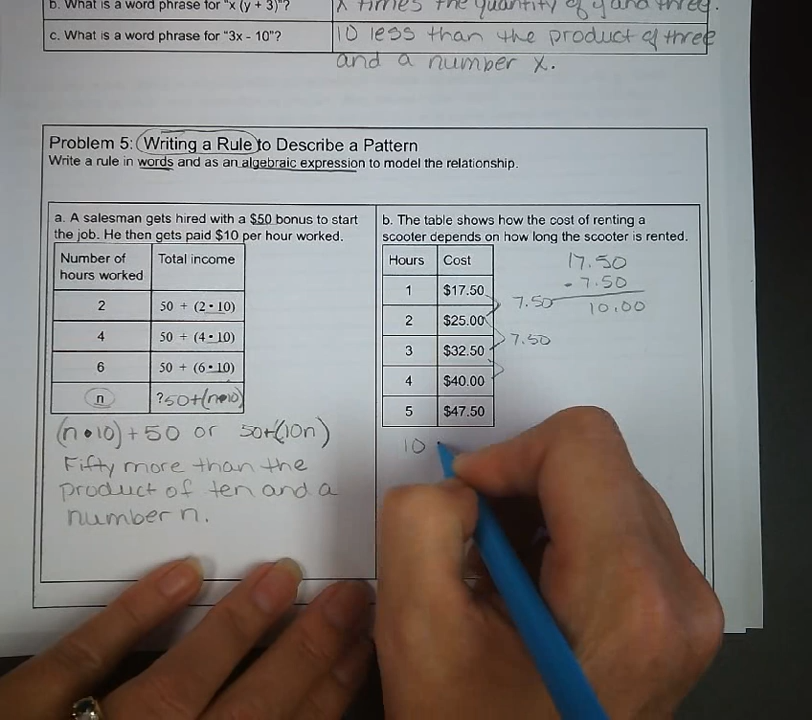 b. What is a word phrase for "x (y + 3)"?
x times the quantity of y and three.
c. What is a word phrase for "3x - 10"?
10 less than the product of three
and a number x.
Problem 5: Writing a Rule to Describe a Pattern
Write a rule in words and as an algebraic expression to model the relationship.
a. A salesman gets hired with a $50 bonus to start
the job. He then gets paid $10 per hour worked.
Number of
hours worked
Total income
2
50 + (2 • 10)
4
50 + (4 • 10)
6
50 + (6 • 10)
n
?50+(n•10)
(n • 10) + 50 or 50+(10n)
Fifty more than the
product of ten and a
number n.
b. The table shows how the cost of renting a
scooter depends on how long the scooter is rented.
Hours
Cost
1
$17.50
2
$25.00
3
$32.50
4
$40.00
5
$47.50
17.50
- 7.50
10.00
7.50
7.50
10